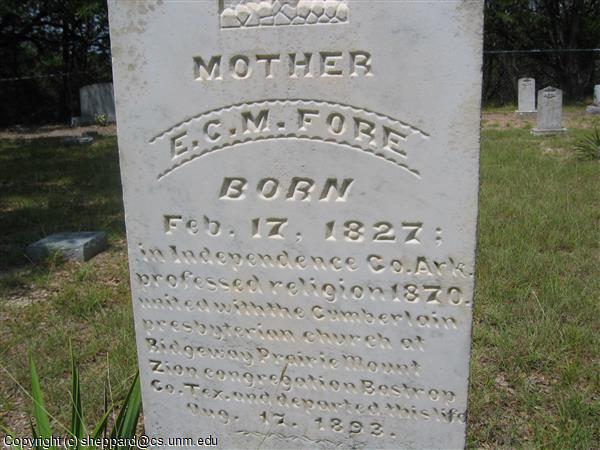 MOTHER
E. C. M. FORE
BORN
Feb. 17, 1827;
in Independence Co. Ark.
professed religion 1870.
united with the Cumberlain
presbyterian church at
Ridgeway Prairie Mount
Zion congregation Bastrop
Co. Tex. and departed this life
Aug. 17. 1893.
Copyright (c) sheppard@cs.unm.edu